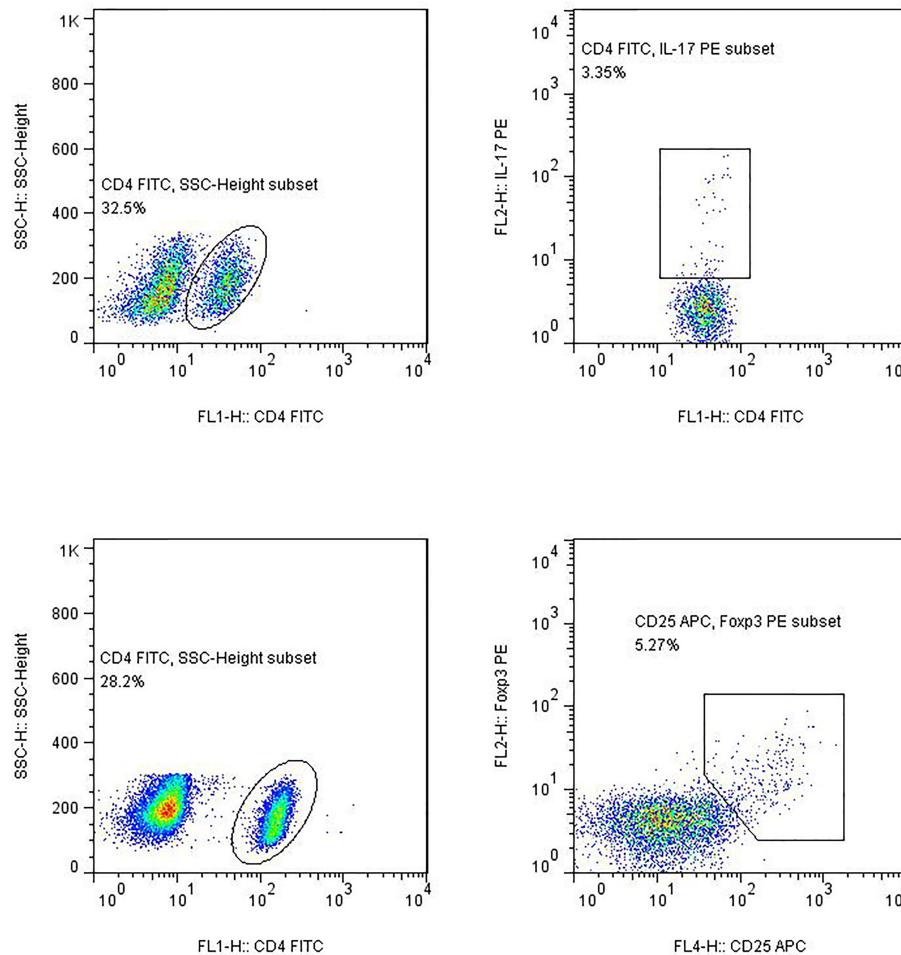 1K
800
600
400
200
0
SSC-H:: SSC-Height
CD4 FITC, SSC-Height subset
32.5%
10^0 10^1 10^2 10^3 10^4
FL1-H:: CD4 FITC
10^4
10^3
10^2
10^1
10^0
FL2-H:: IL-17 PE
CD4 FITC, IL-17 PE subset
3.35%
10^0 10^1 10^2 10^3 10
FL1-H:: CD4 FITC
1K
800
600
400
200
0
SSC-H:: SSC-Height
CD4 FITC, SSC-Height subset
28.2%
10^0 10^1 10^2 10^3 10^4
FL1-H:: CD4 FITC
10^4
10^3
10^2
10^1
10^0
FL2-H:: Foxp3 PE
CD25 APC, Foxp3 PE subset
5.27%
10^0 10^1 10^2 10^3 10
FL4-H:: CD25 APC